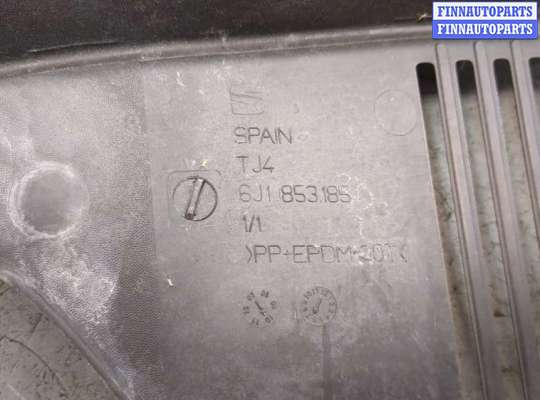 FINNAUTOPARTS
FINNAUTOPARTS
SPAIN
TJ4
6J1 853 185
1/1
>PP+EPDM-20T<